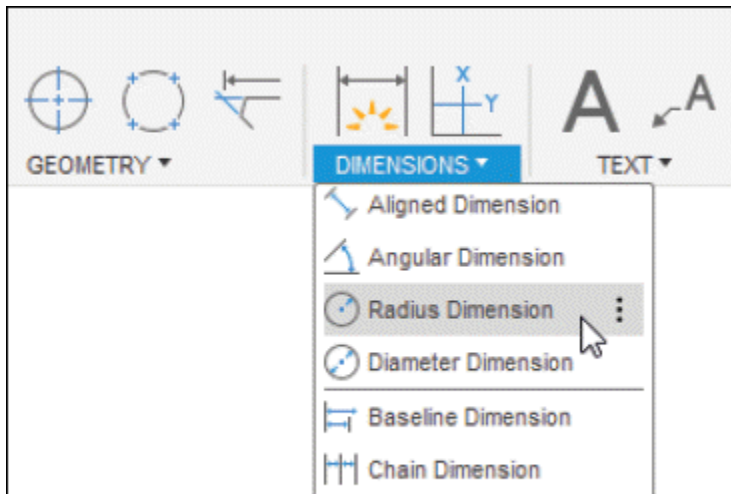 X
Y
A
A
GEOMETRY
DIMENSIONS
TEXT
Aligned Dimension
Angular Dimension
Radius Dimension
Diameter Dimension
Baseline Dimension
Chain Dimension